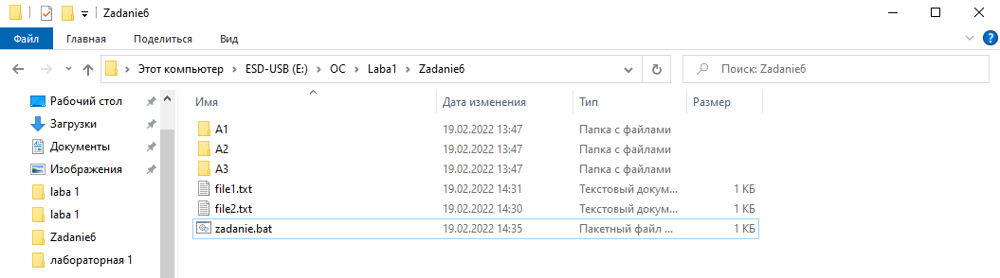 Zadanie6
Файл Главная Поделиться Вид
Этот компьютер ESD-USB (E:) ОС Laba1 Zadanie6 Поиск: Zadanie6
Рабочий стол
Загрузки
Документы
Изображения
laba 1
laba 1
Zadanie6
лабораторная 1
Имя Дата изменения Тип Размер
A1 19.02.2022 13:47 Папка с файлами
A2 19.02.2022 13:47 Папка с файлами
A3 19.02.2022 13:47 Папка с файлами
file1.txt 19.02.2022 14:31 Текстовый докум... 1 КБ
file2.txt 19.02.2022 14:30 Текстовый докум... 1 КБ
zadanie.bat 19.02.2022 14:35 Пакетный файл ... 1 КБ